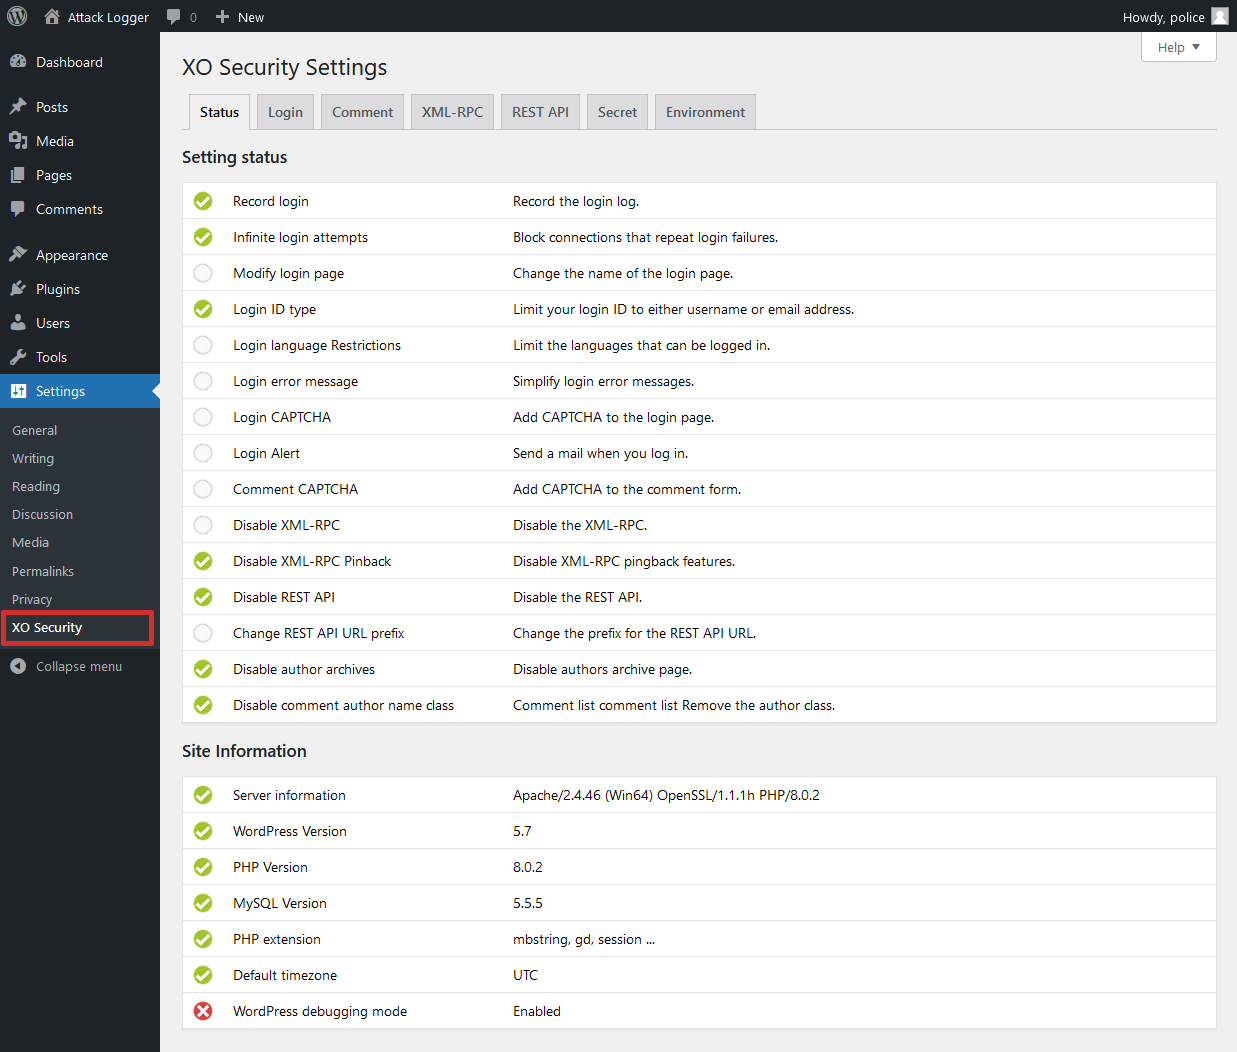 Attack Logger 0 New Howdy, police
Help
Dashboard
Posts
Media
Pages
Comments
Appearance
Plugins
Users
Tools
Settings
General
Writing
Reading
Discussion
Media
Permalinks
Privacy
XO Security
Collapse menu
XO Security Settings
Status Login Comment XML-RPC REST API Secret Environment
Setting status
Record login Record the login log.
Infinite login attempts Block connections that repeat login failures.
Modify login page Change the name of the login page.
Login ID type Limit your login ID to either username or email address.
Login language Restrictions Limit the languages that can be logged in.
Login error message Simplify login error messages.
Login CAPTCHA Add CAPTCHA to the login page.
Login Alert Send a mail when you log in.
Comment CAPTCHA Add CAPTCHA to the comment form.
Disable XML-RPC Disable the XML-RPC.
Disable XML-RPC Pinback Disable XML-RPC pingback features.
Disable REST API Disable the REST API.
Change REST API URL prefix Change the prefix for the REST API URL.
Disable author archives Disable authors archive page.
Disable comment author name class Comment list comment list Remove the author class.
Site Information
Server information Apache/2.4.46 (Win64) OpenSSL/1.1.1h PHP/8.0.2
WordPress Version 5.7
PHP Version 8.0.2
MySQL Version 5.5.5
PHP extension mbstring, gd, session ...
Default timezone UTC
WordPress debugging mode Enabled